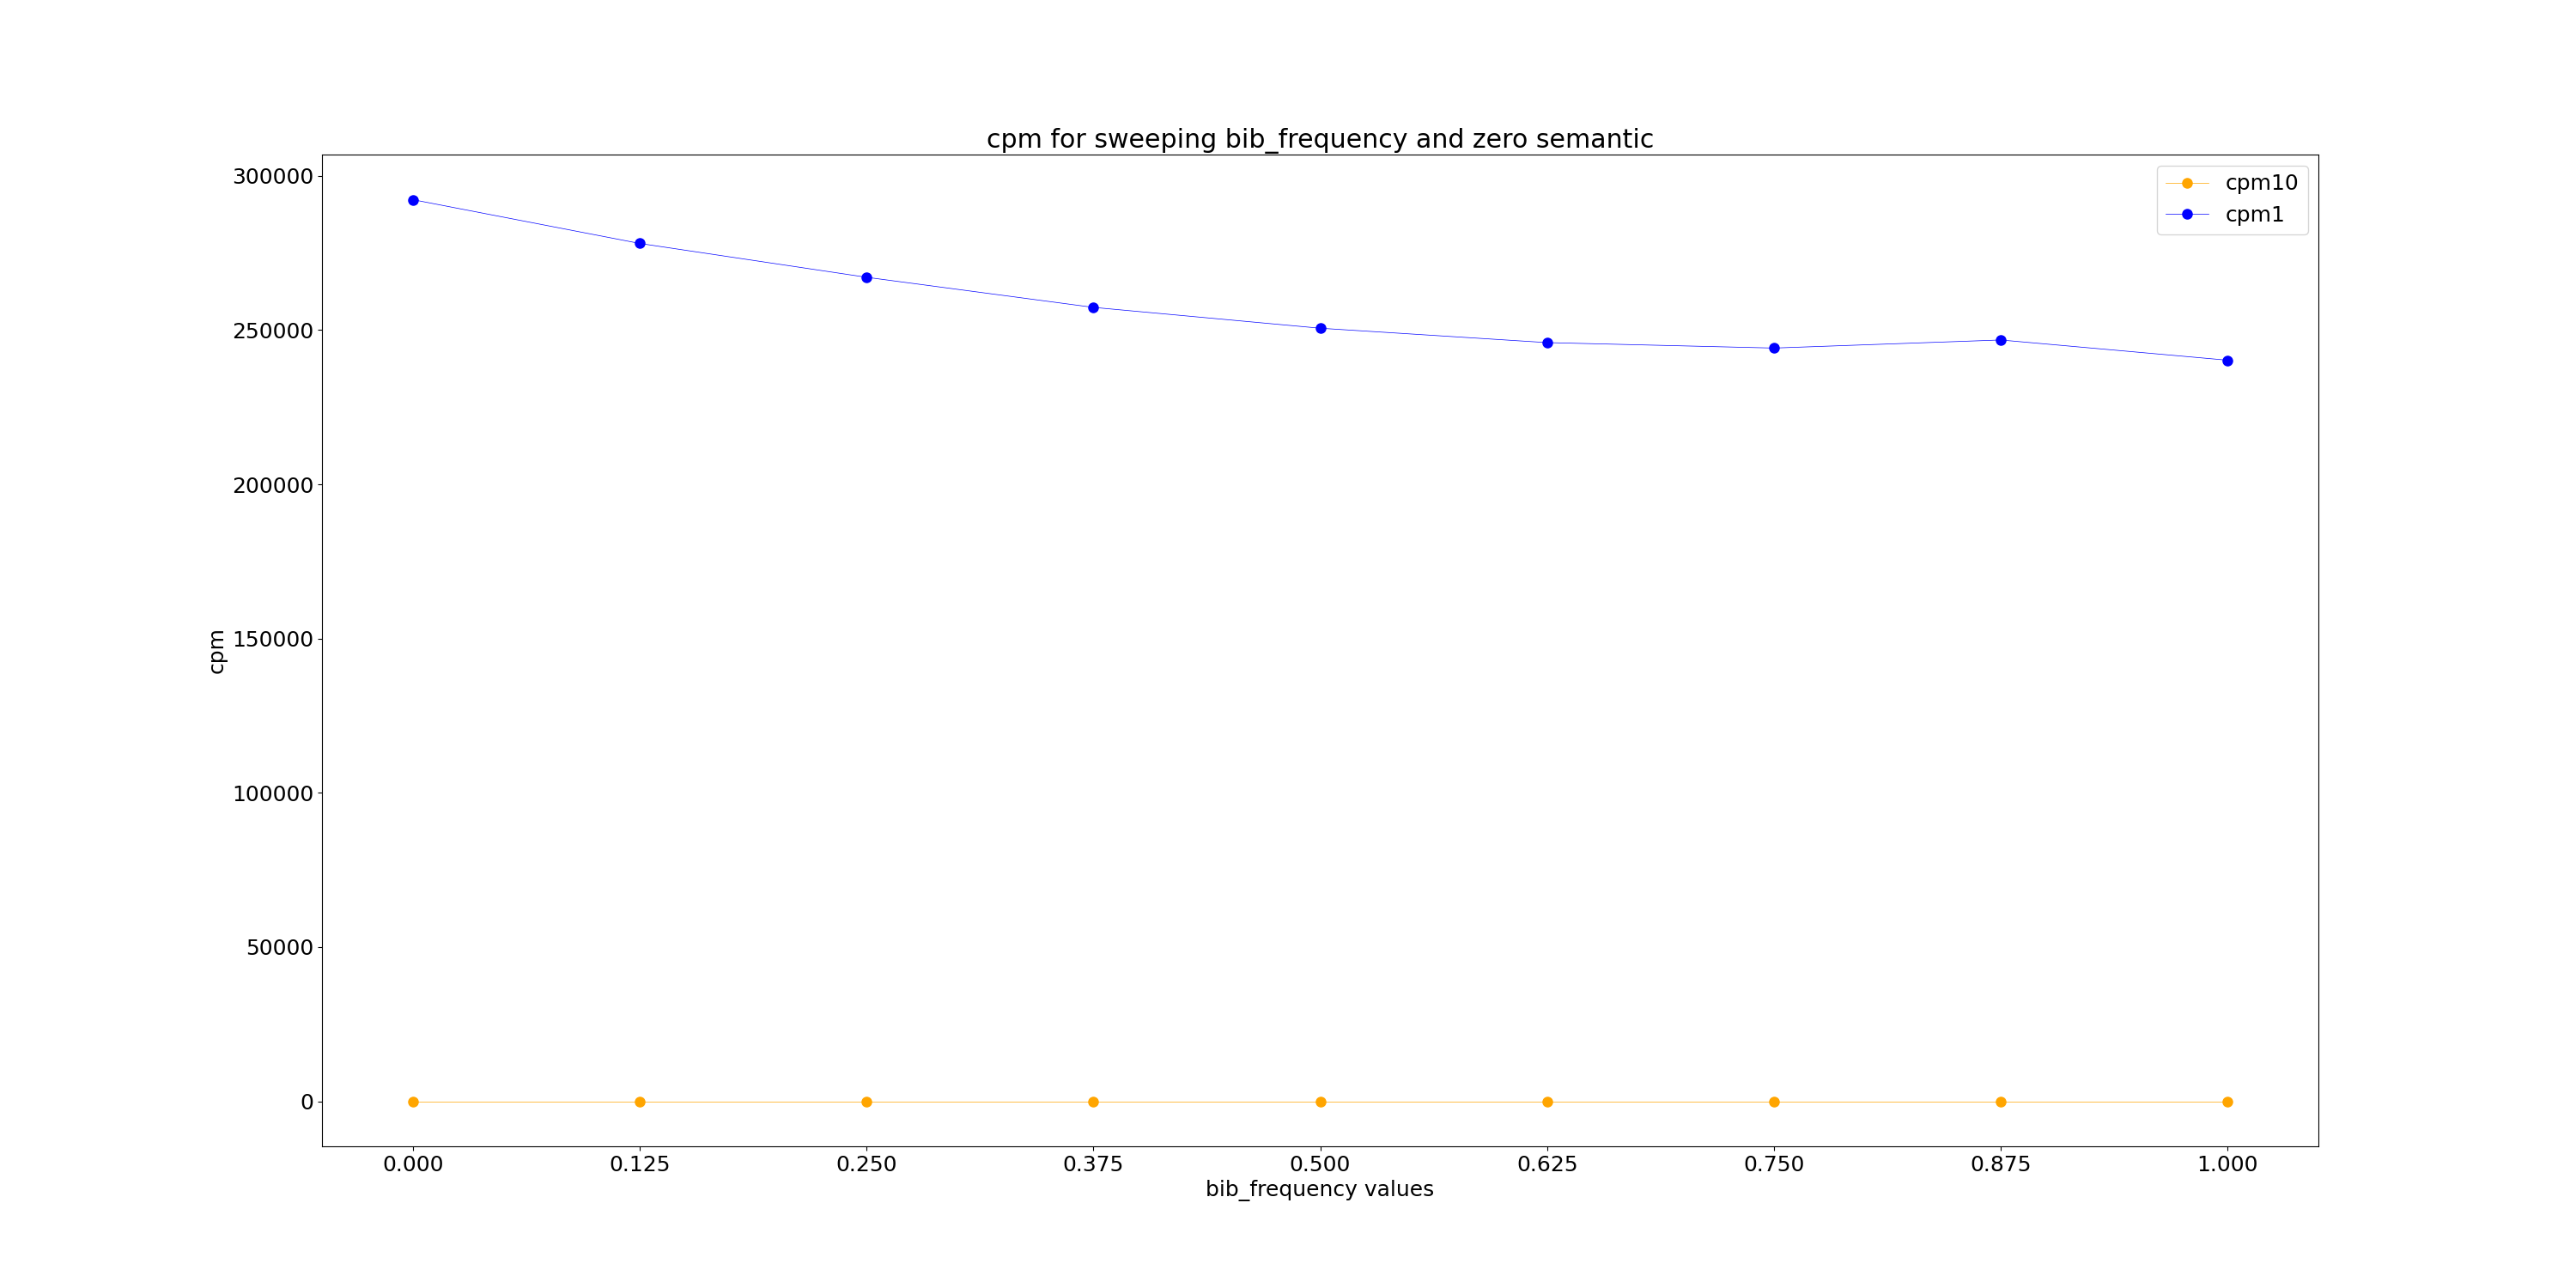 cpm for sweeping bib_frequency and zero semantic
cpm10
cpm1
300000
250000
200000
150000
100000
50000
0
cpm
0.000 0.125 0.250 0.375 0.500 0.625 0.750 0.875 1.000
bib_frequency values